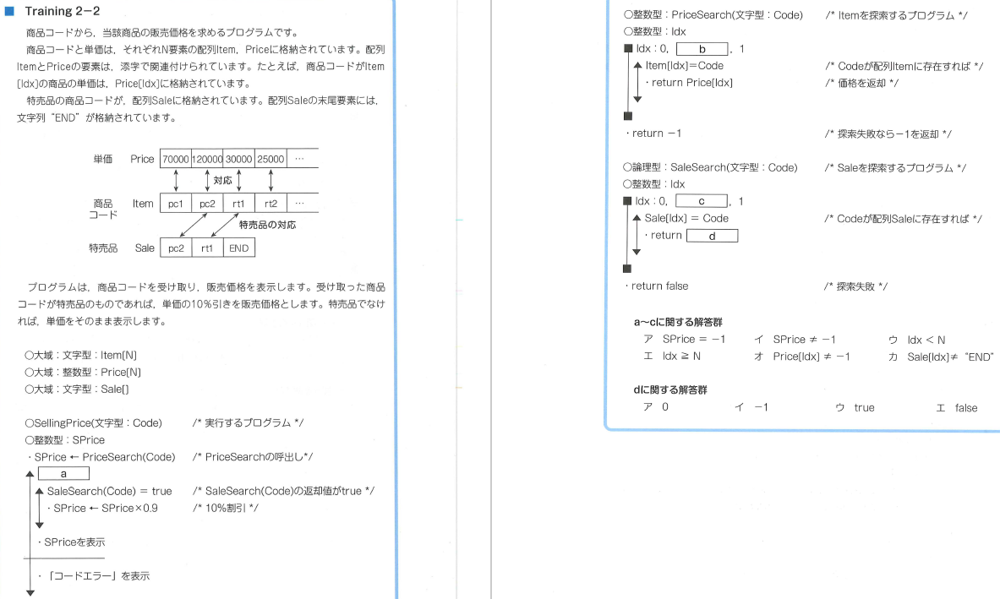 Training 2-2
商品コードから，当該商品の販売価格を求めるプログラムです。
商品コードと単価は，それぞれN要素の配列Item，Priceに格納されています。配列
ItemとPriceの要素は，添字で関連付けられています。たとえば，商品コードがItem
[Idx]の商品の単価は，Price[Idx]に格納されています。
特売品の商品コードが，配列Saleに格納されています。配列Saleの末尾要素には，
文字列“END”が格納されています。
単価 Price 70000 120000 30000 25000 …
対応
商品
コード Item pc1 pc2 rt1 rt2 …
特売品の対応
特売品 Sale pc2 rt1 END
プログラムは，商品コードを受け取り，販売価格を表示します。受け取った商品
コードが特売品のものであれば，単価の10％引きを販売価格とします。特売品でなけ
れば，単価をそのまま表示します。
○大域：文字型：Item[N]
○大域：整数型：Price[N]
○大域：文字型：Sale[]
○SellingPrice(文字型：Code) /* 実行するプログラム */
○整数型：SPrice
・SPrice ← PriceSearch(Code) /* PriceSearchの呼出し*/
a
SaleSearch(Code) = true /* SaleSearch(Code)の返却値がtrue */
・SPrice ← SPrice×0.9 /* 10%割引 */
・SPriceを表示
・「コードエラー」を表示
○整数型：PriceSearch(文字型：Code) /* Itemを探索するプログラム */
○整数型：Idx
Idx：0, b , 1
Item[Idx]=Code /* Codeが配列Itemに存在すれば */
・return Price[Idx] /* 価格を返却 */
・return －1 /* 探索失敗なら－1を返却 */
○論理型：SaleSearch(文字型：Code) /* Saleを探索するプログラム */
○整数型：Idx
Idx：0, c , 1
Sale[Idx] = Code /* Codeが配列Saleに存在すれば */
・return d
・return false /* 探索失敗 */
a～cに関する解答群
ア SPrice = －1 イ SPrice ≠ －1 ウ Idx < N
エ Idx ≧ N オ Price[Idx] ≠ －1 カ Sale[Idx]≠“END”
dに関する解答群
ア 0 イ －1 ウ true エ false